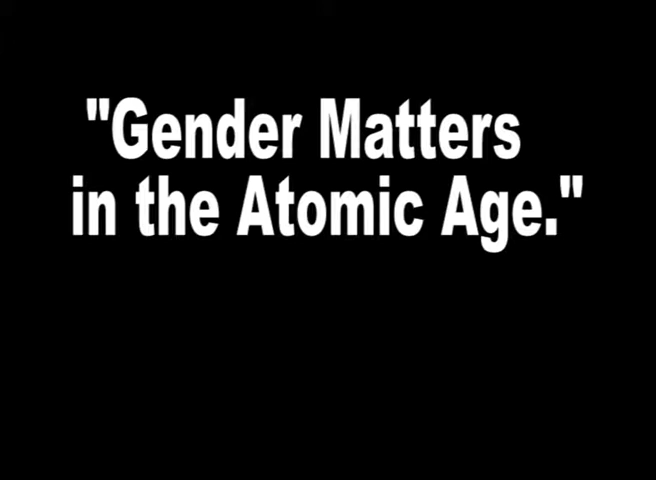 "Gender Matters
in the Atomic Age."